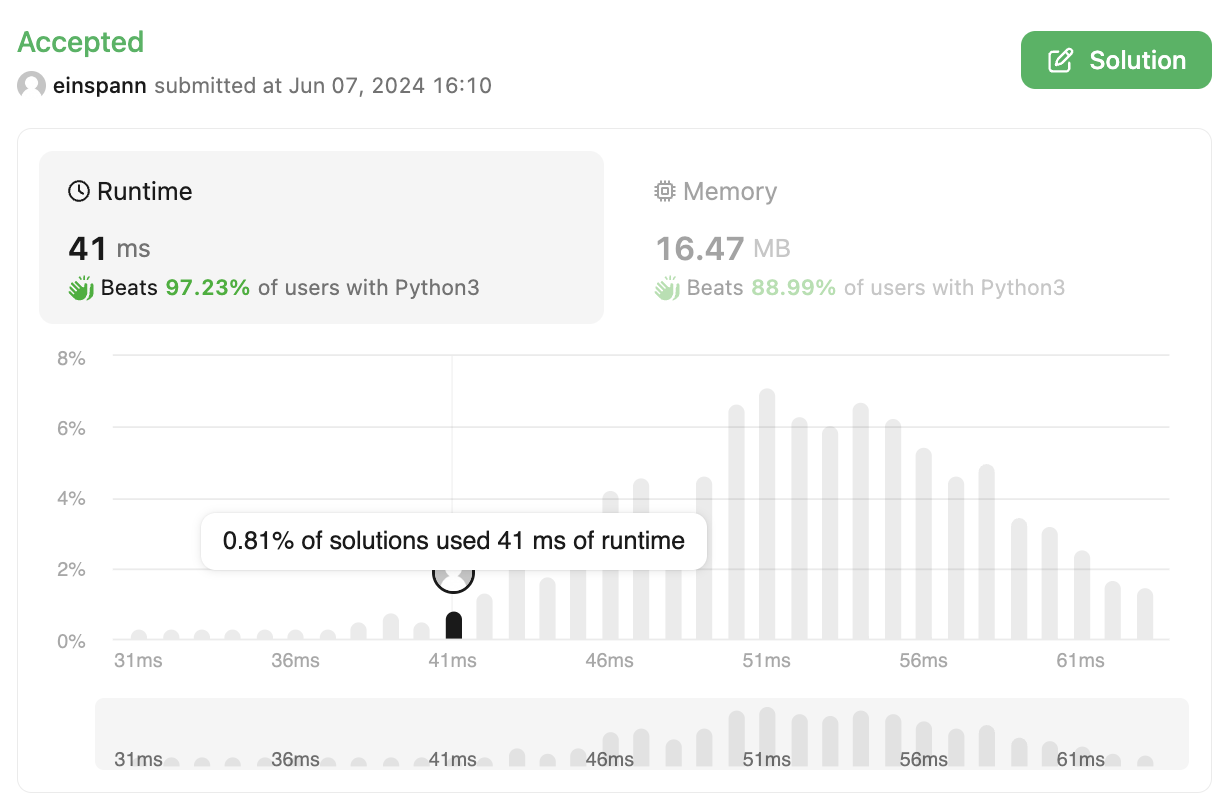 Accepted
Solution
einspann submitted at Jun 07, 2024 16:10
Runtime
41 ms
Beats 97.23% of users with Python3
Memory
16.47 MB
Beats 88.99% of users with Python3
8%
6%
4%
2%
0%
0.81% of solutions used 41 ms of runtime
31ms 36ms 41ms 46ms 51ms 56ms 61ms
31ms 36ms 41ms 46ms 51ms 56ms 61ms